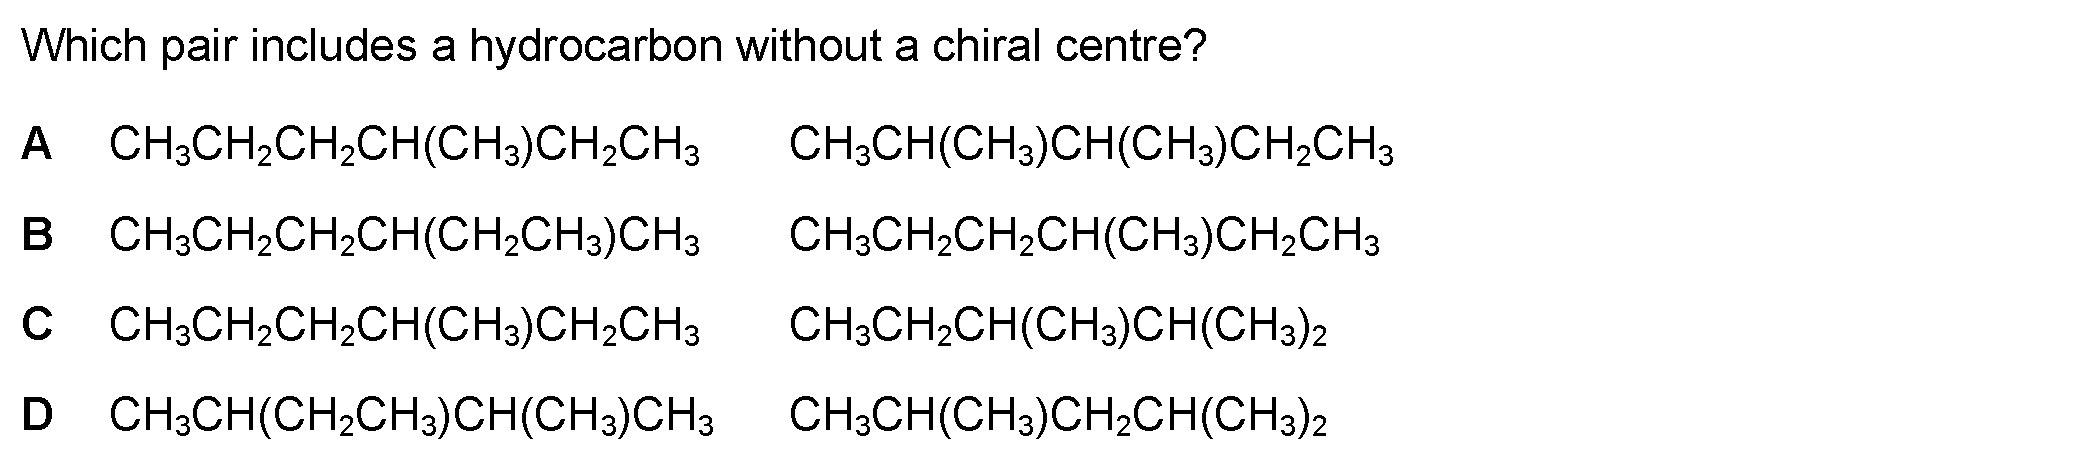 Which pair includes a hydrocarbon without a chiral centre?
A CH₃CH₂CH₂CH(CH₃)CH₂CH₃ CH₃CH(CH₃)CH(CH₃)CH₂CH₃
B CH₃CH₂CH₂CH(CH₂CH₃)CH₃ CH₃CH₂CH₂CH(CH₃)CH₂CH₃
C CH₃CH₂CH₂CH(CH₃)CH₂CH₃ CH₃CH₂CH(CH₃)CH(CH₃)₂
D CH₃CH(CH₂CH₃)CH(CH₃)CH₃ CH₃CH(CH₃)CH₂CH(CH₃)₂